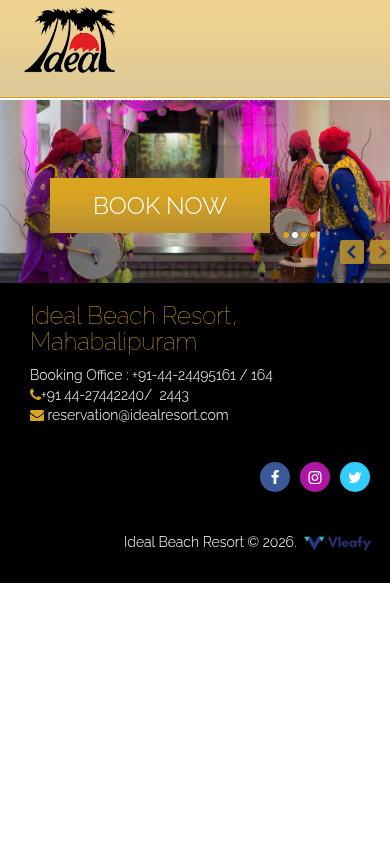 Ideal
BOOK NOW
Ideal Beach Resort,
Mahabalipuram
Booking Office : +91-44-24495161 / 164
+91 44-27442240/ 2443
reservation@idealresort.com
Ideal Beach Resort © 2026. Vleafy